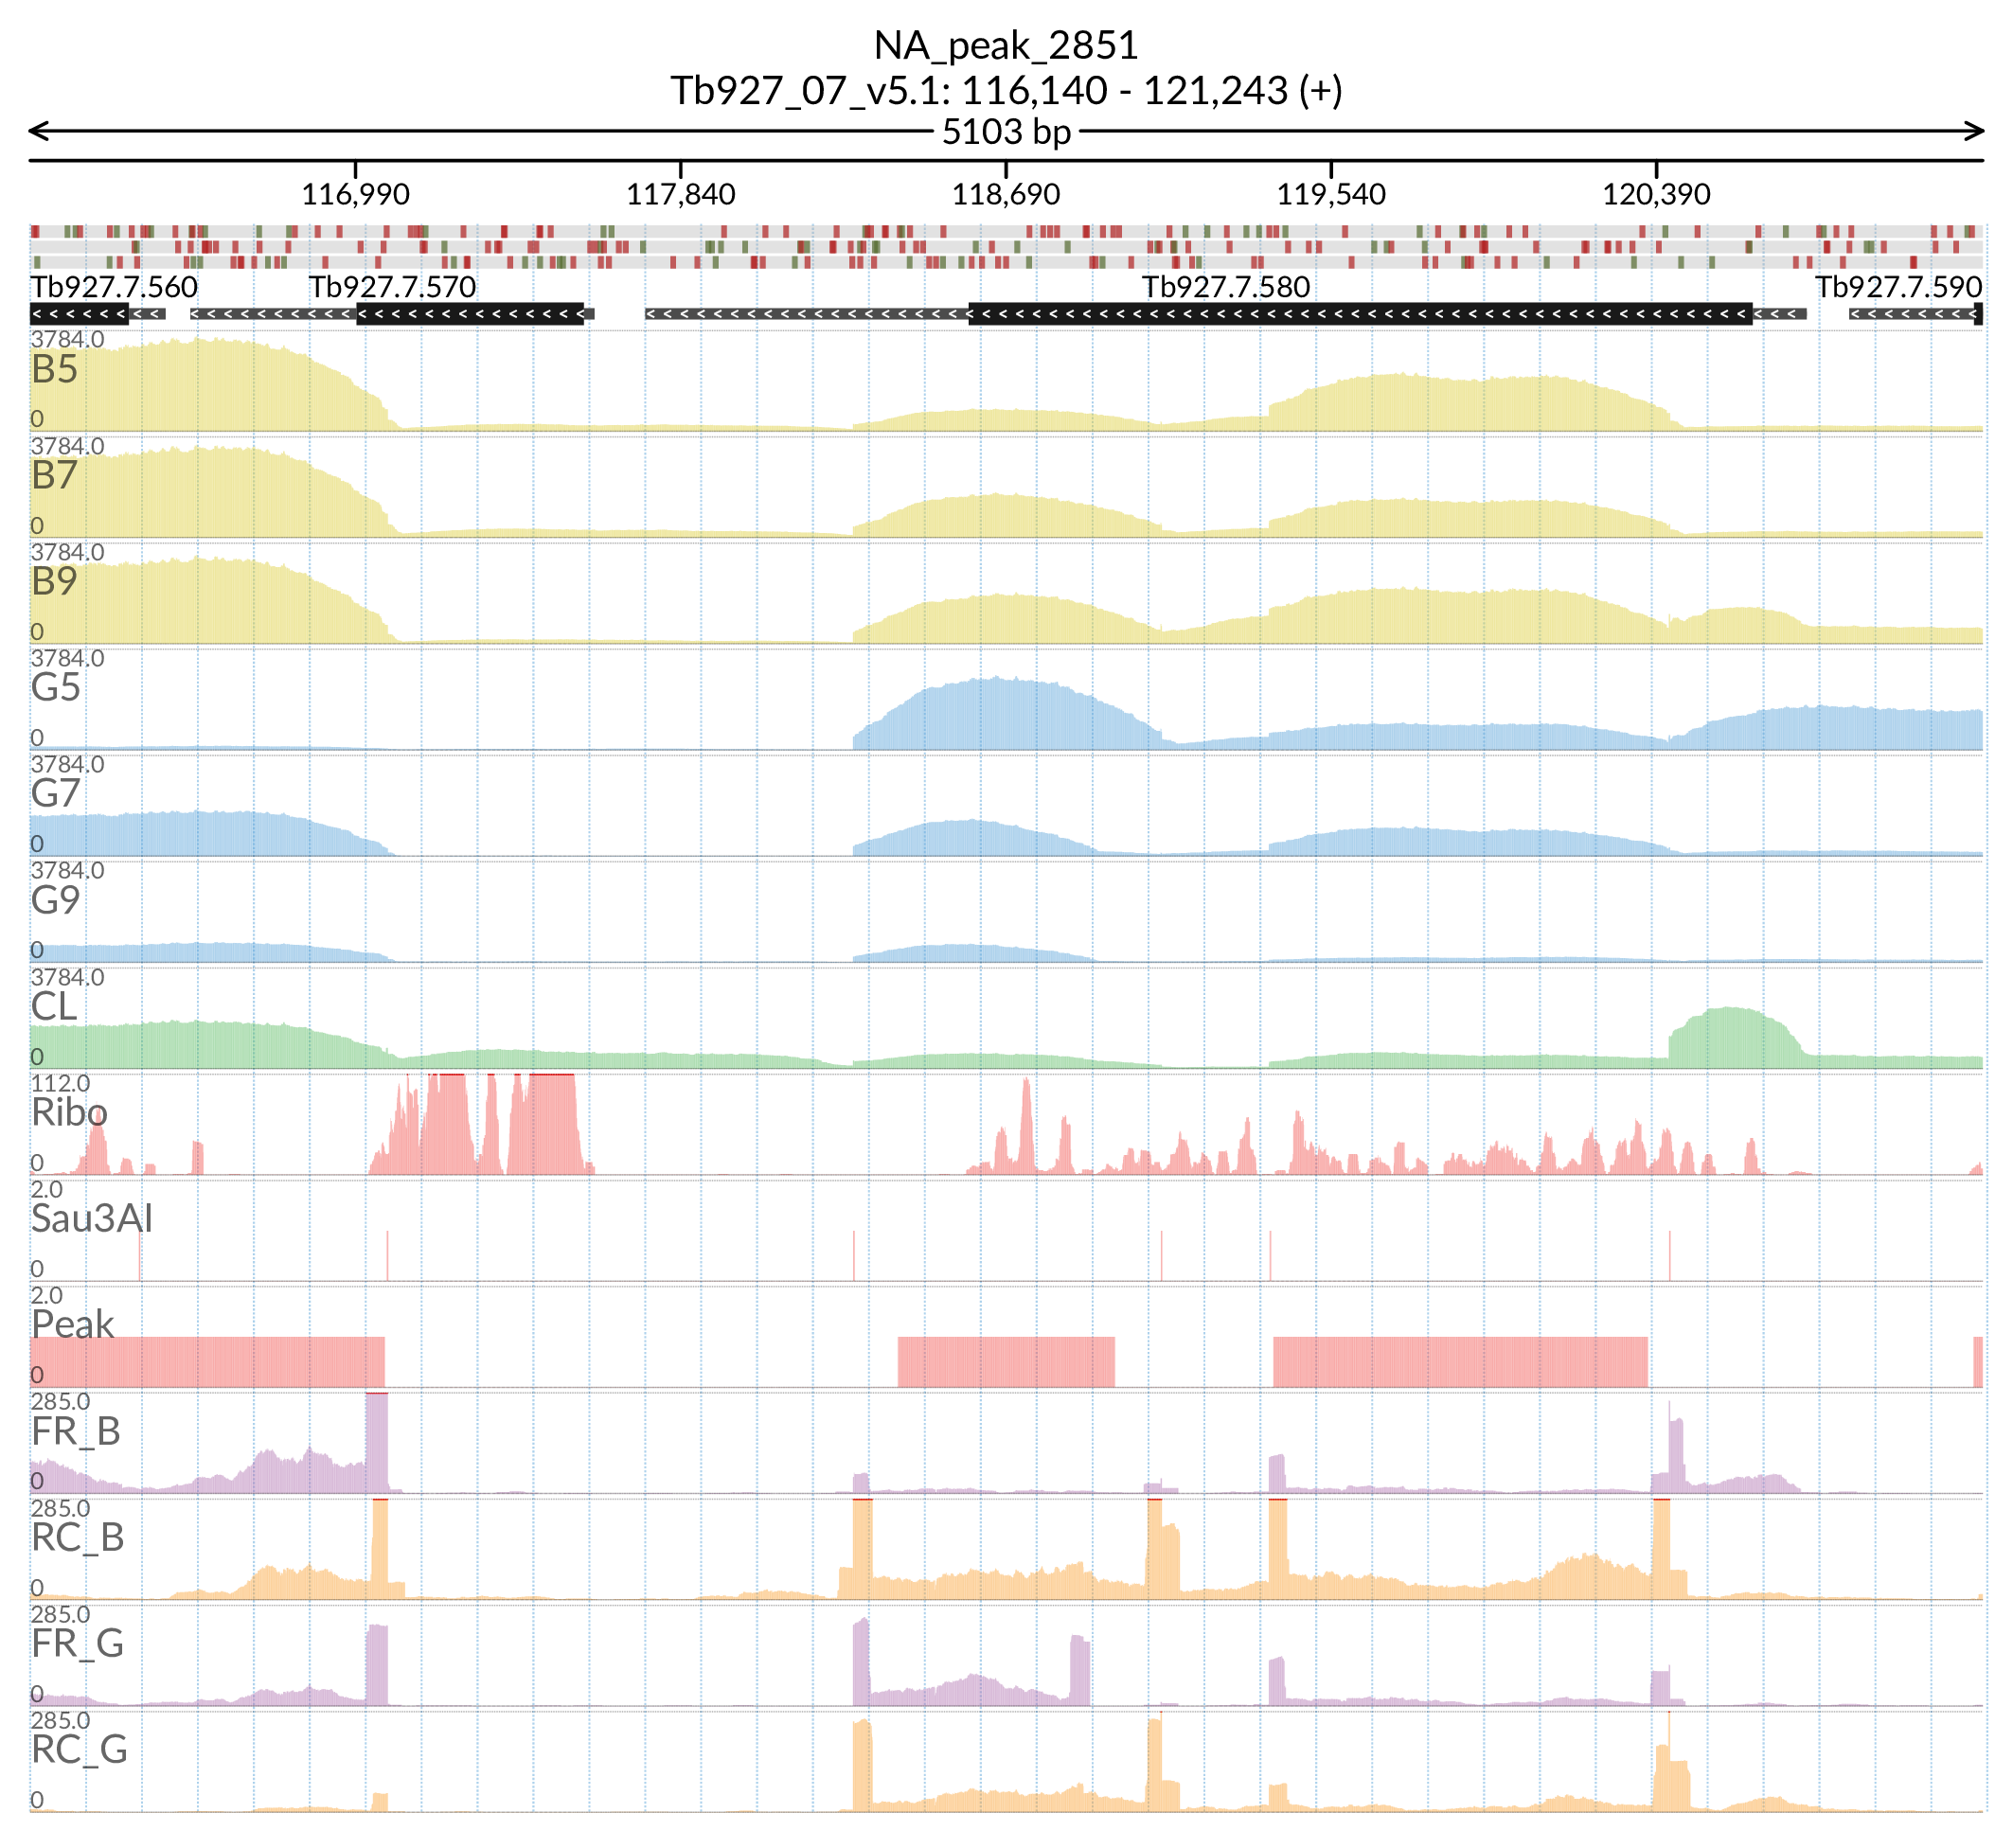 NA_peak_2851
Tb927_07_v5.1: 116,140 - 121,243 (+)
5103 bp
116,990 117,840 118,690 119,540 120,390
Tb927.7.560 Tb927.7.570 Tb927.7.580 Tb927.7.590
3784.0
B5
0
3784.0
B7
0
3784.0
B9
0
3784.0
G5
0
3784.0
G7
0
3784.0
G9
0
3784.0
CL
0
112.0
Ribo
0
2.0
Sau3AI
0
2.0
Peak
0
285.0
FR_B
0
285.0
RC_B
0
285.0
FR_G
0
285.0
RC_G
0